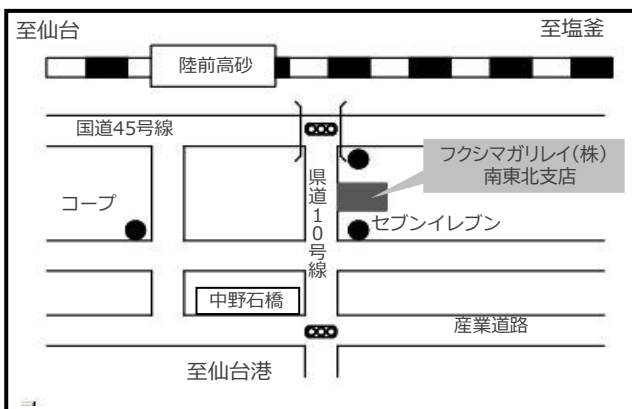 至仙台
至塩釜
陸前高砂
国道45号線
フクシマガリレイ(株)
南東北支店
コープ
県道10号線
セブンイレブン
中野石橋
産業道路
至仙台港